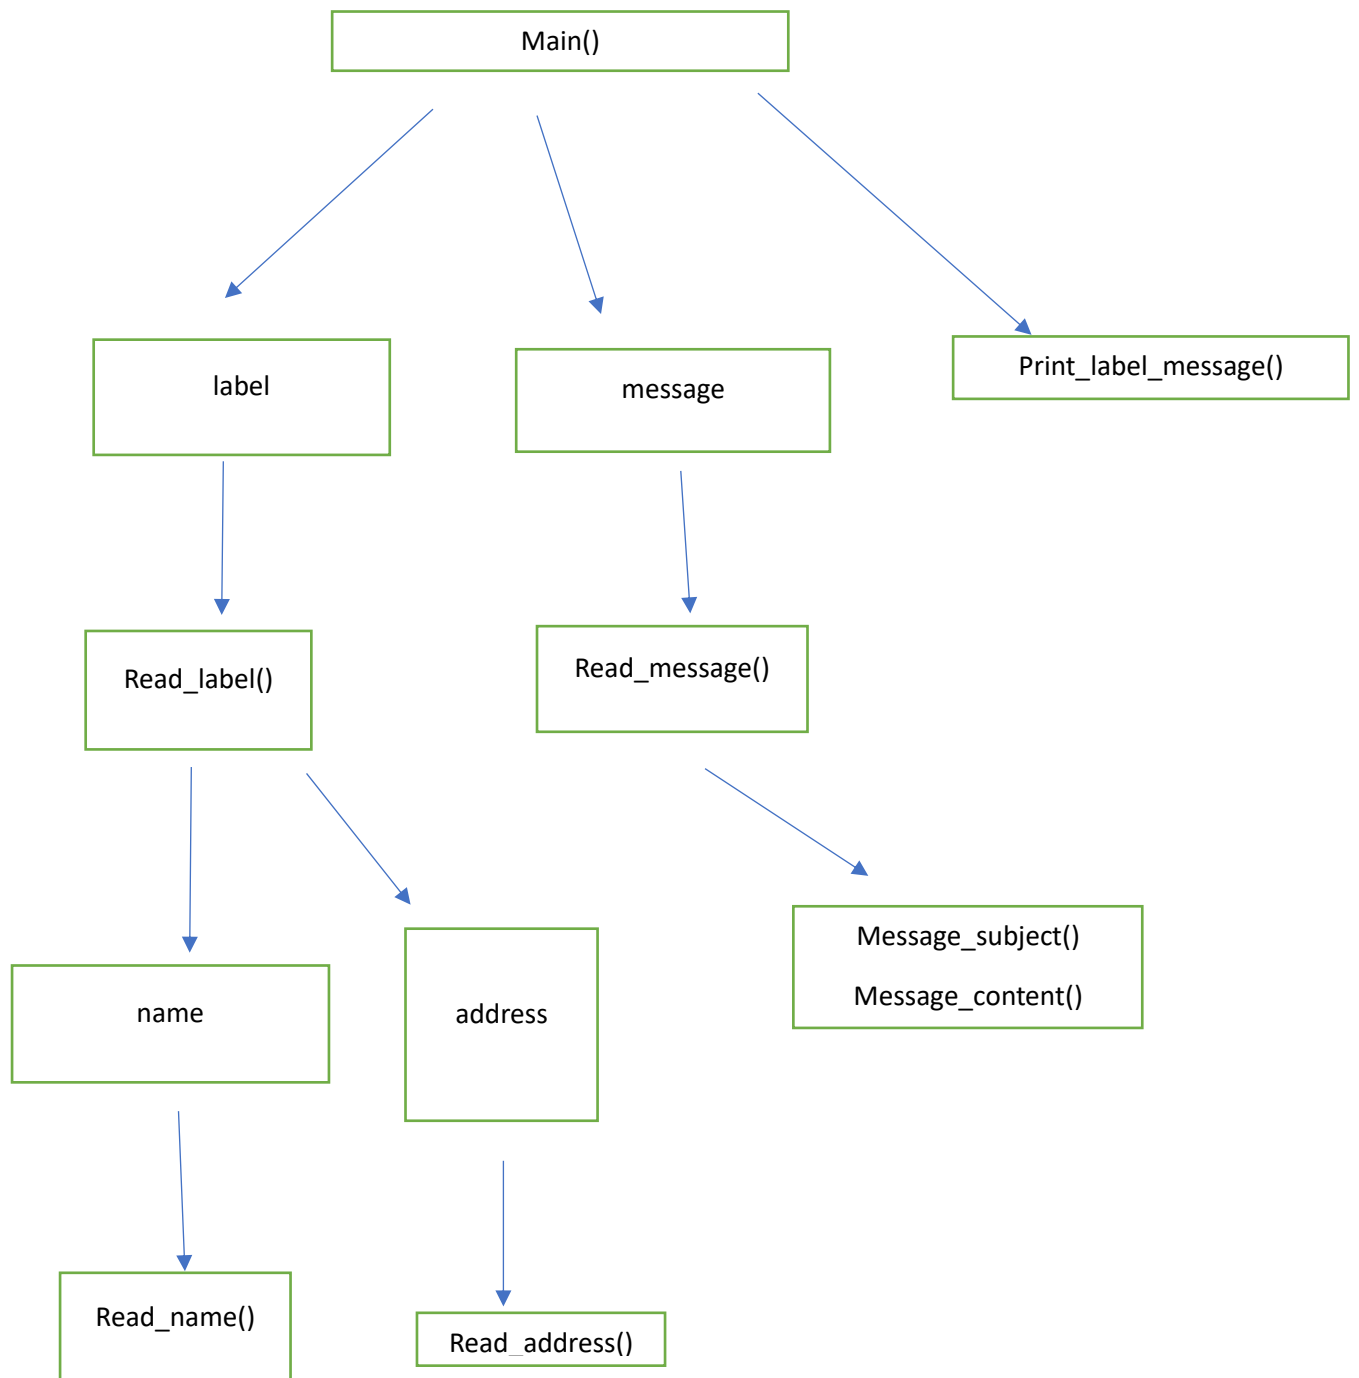 Main()
label
message
Print_label_message()
Read_label()
Read_message()
name
address
Message_subject()
Message_content()
Read_name()
Read_address()